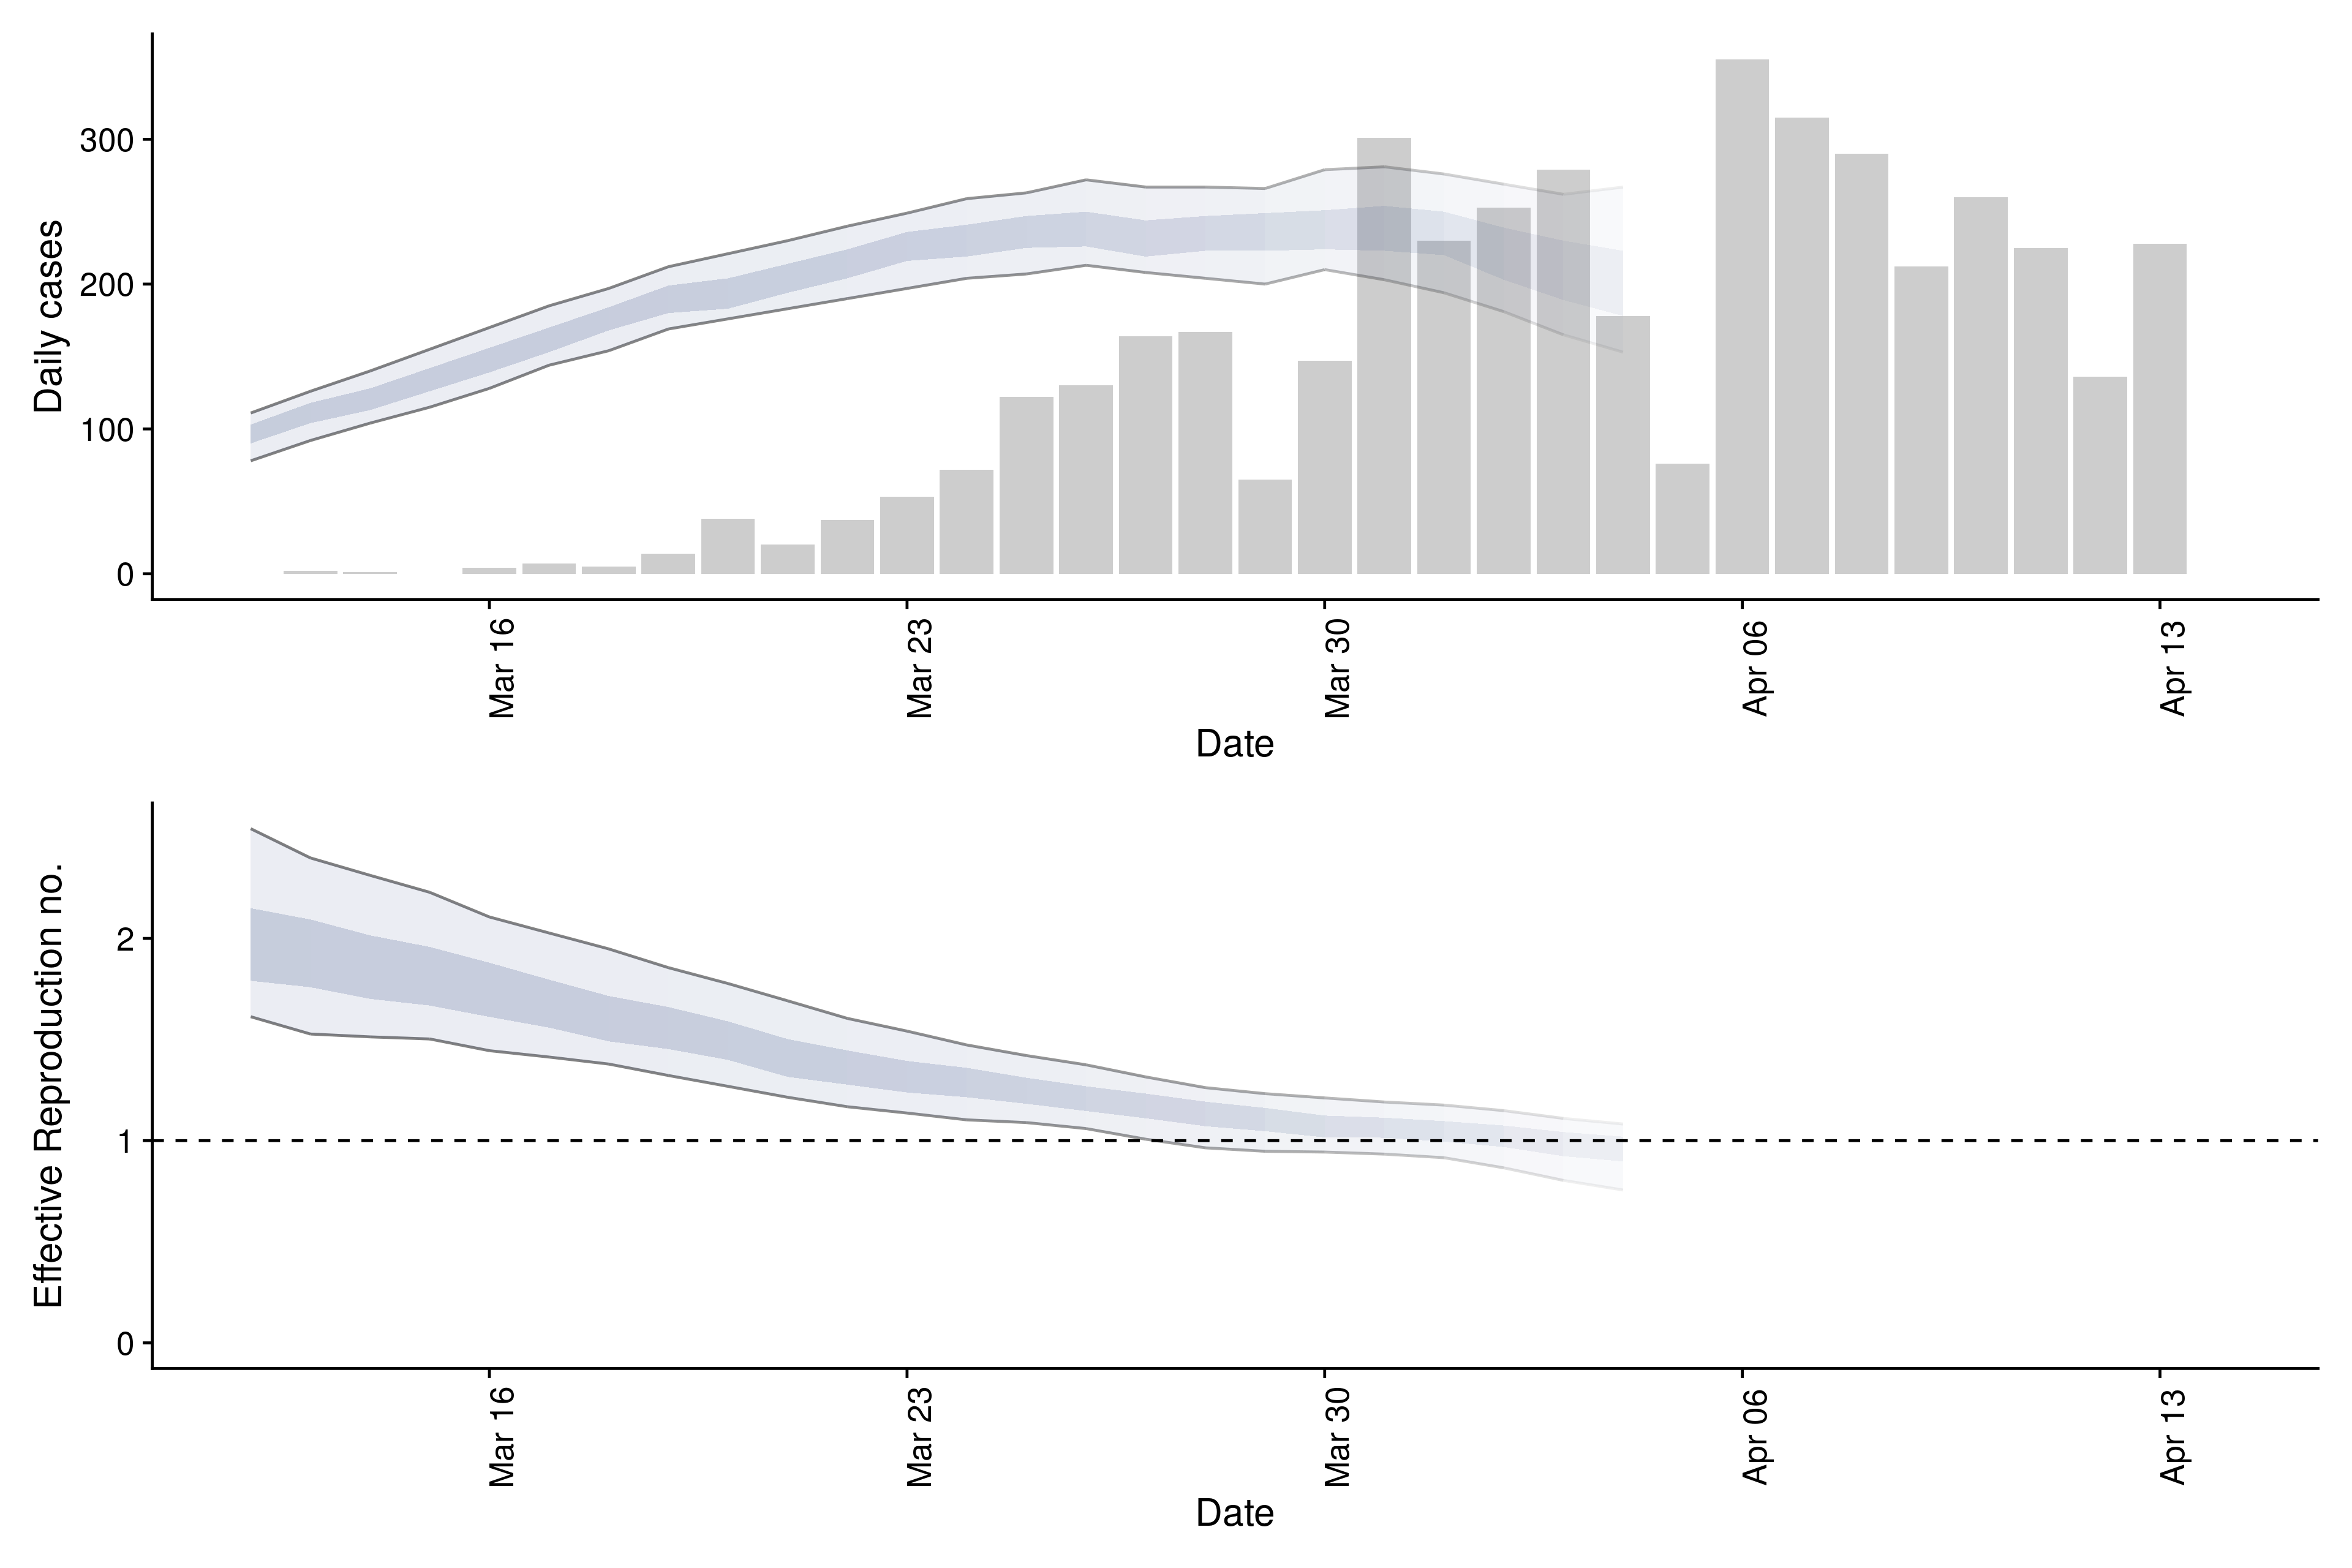 Daily cases
300
200
100
0
Mar 16
Mar 23
Mar 30
Apr 06
Apr 13
Date
Effective Reproduction no.
2
1
0
Mar 16
Mar 23
Mar 30
Apr 06
Apr 13
Date